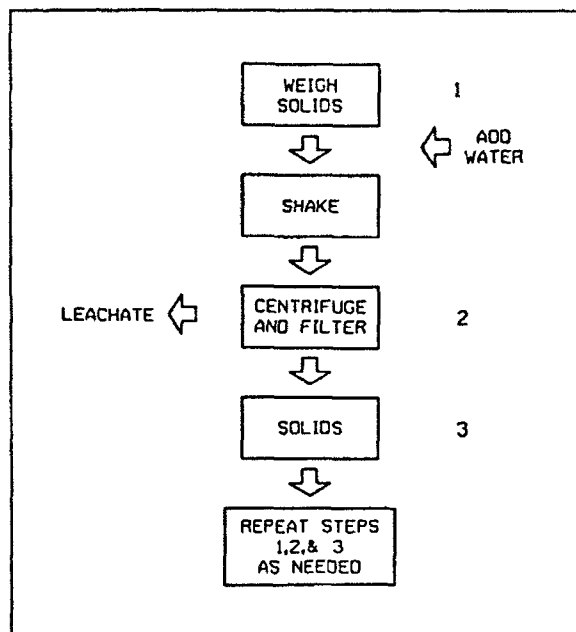 WEIGH
SOLIDS
1
ADD
WATER
SHAKE
LEACHATE
CENTRIFUGE
AND FILTER
2
SOLIDS
3
REPEAT STEPS
1,2,& 3
AS NEEDED